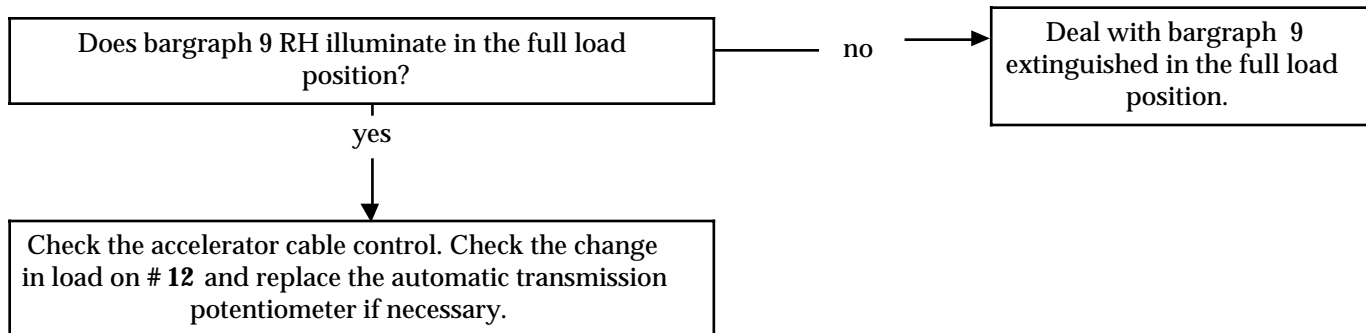 Does bargraph 9 RH illuminate in the full load
position?
no
Deal with bargraph 9
extinguished in the full load
position.
yes
Check the accelerator cable control. Check the change
in load on # 12 and replace the automatic transmission
potentiometer if necessary.